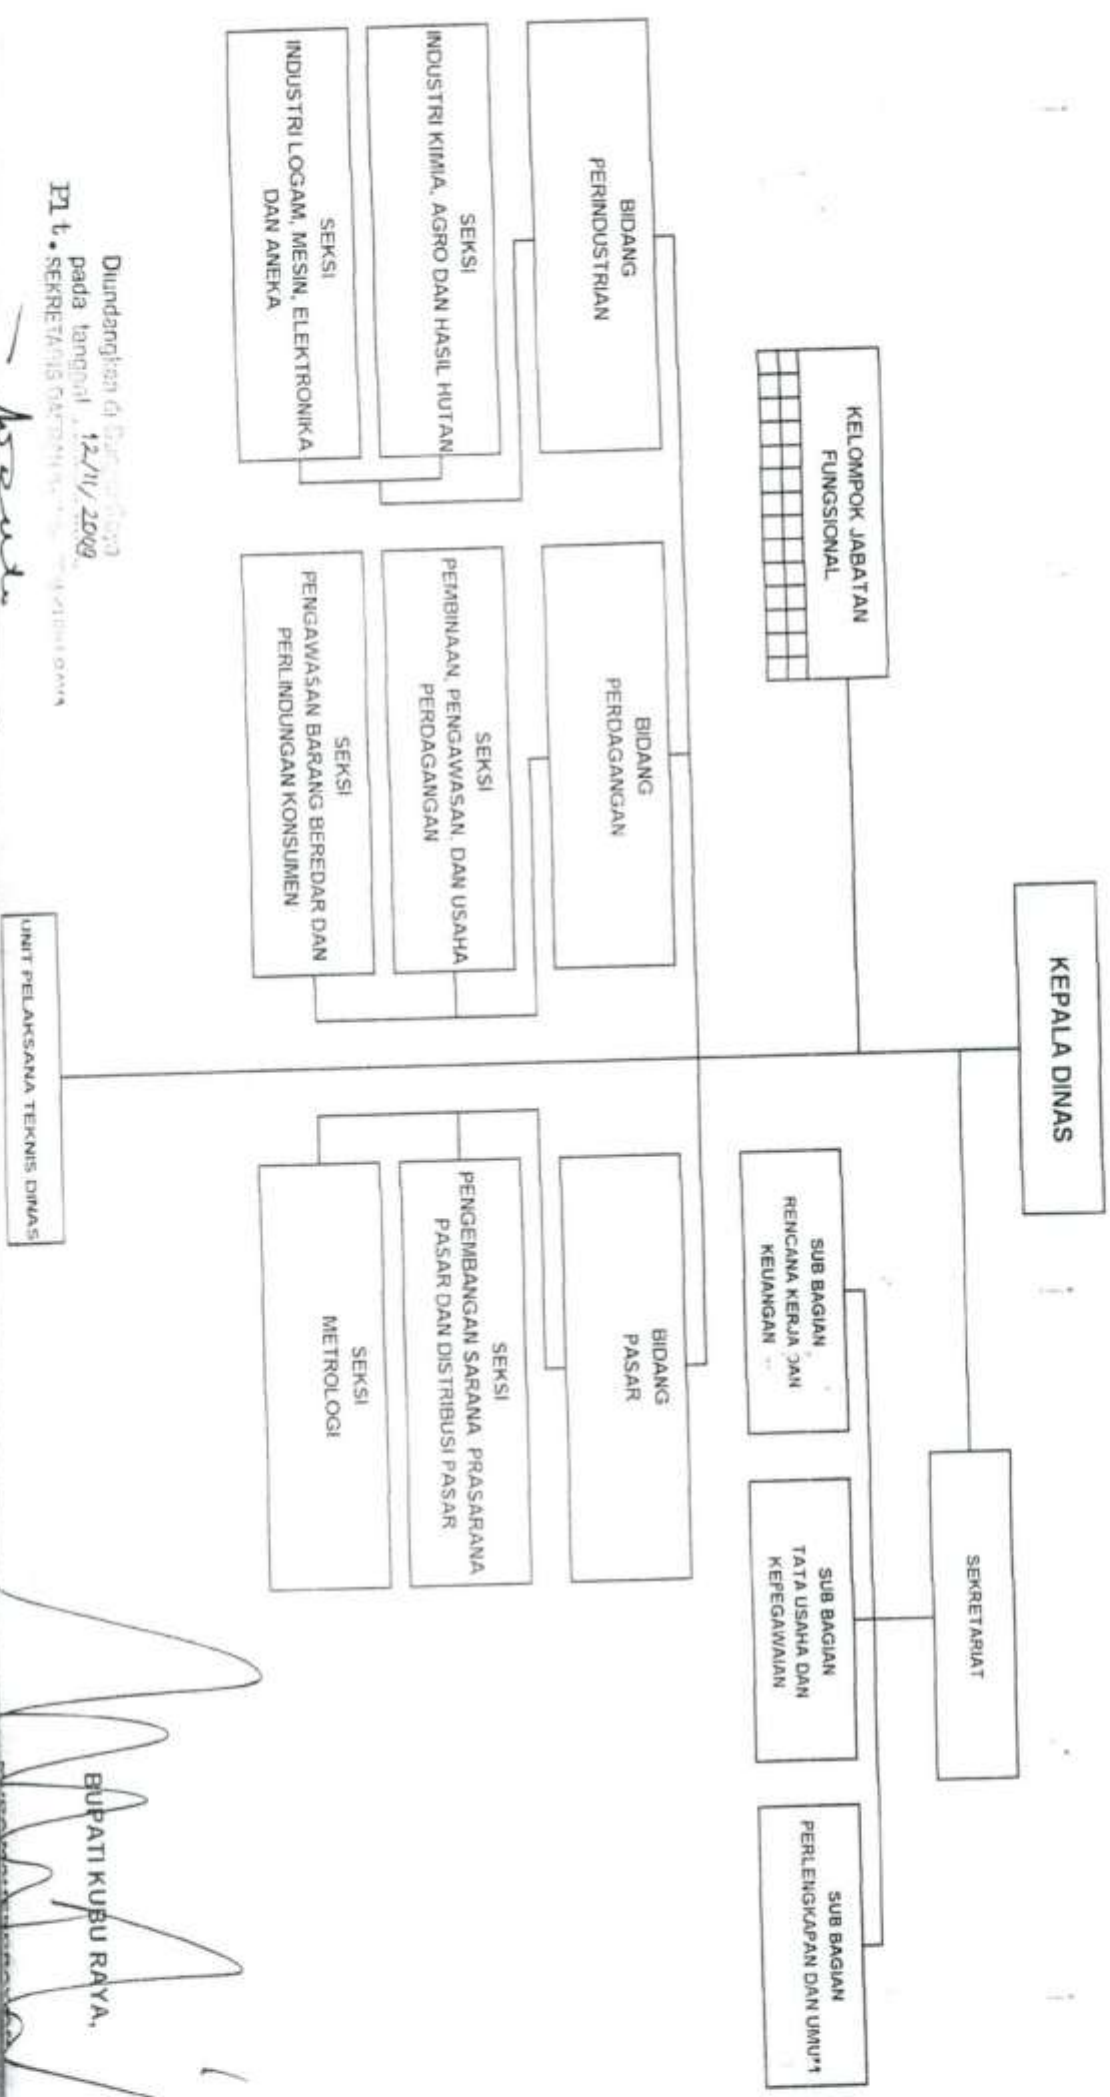 KEPALA DINAS
KELOMPOK JABATAN
FUNGSIONAL
SEKRETARIAT
SUB BAGIAN
RENCANA KERJA DAN
KEUANGAN
SUB BAGIAN
TATA USAHA DAN
KEPEGAWAIAN
SUB BAGIAN
PERLENGKAPAN DAN UMUM
BIDANG
PERINDUSTRIAN
BIDANG
PERDAGANGAN
BIDANG
PASAR
SEKSI
INDUSTRI KIMIA, AGRO DAN HASIL HUTAN
SEKSI
PEMBINAAN, PENGAWASAN, DAN USAHA
PERDAGANGAN
SEKSI
PENGEMBANGAN SARANA PRASARANA
PASAR DAN DISTRIBUSI PASAR
SEKSI
INDUSTRI LOGAM, MESIN, ELEKTRONIKA
DAN ANEKA
SEKSI
PENGAWASAN BARANG BEREDAR DAN
PERLINDUNGAN KONSUMEN
SEKSI
METROLOGI
UNIT PELAKSANA TEKNIS DINAS
Diundangkan di
pada tanggal 12/11/2009
Plt. SEKRETARIS DAERAH
BUPATI KUBU RAYA,